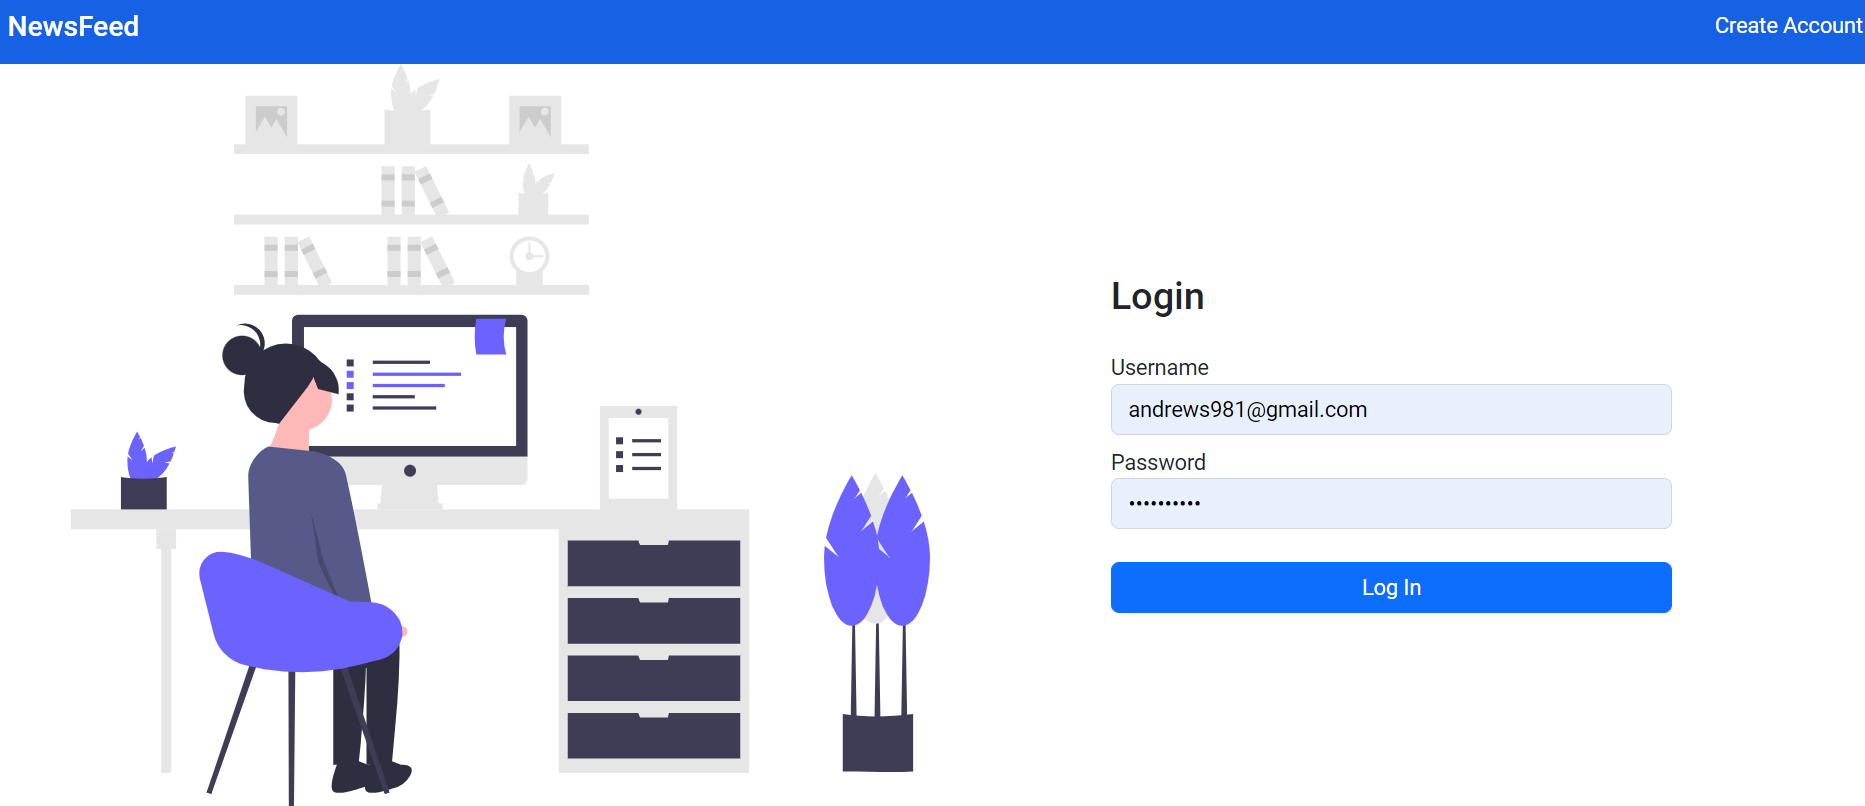 NewsFeed
Create Account
Login
Username
andrews981@gmail.com
Password
••••••••••
Log In